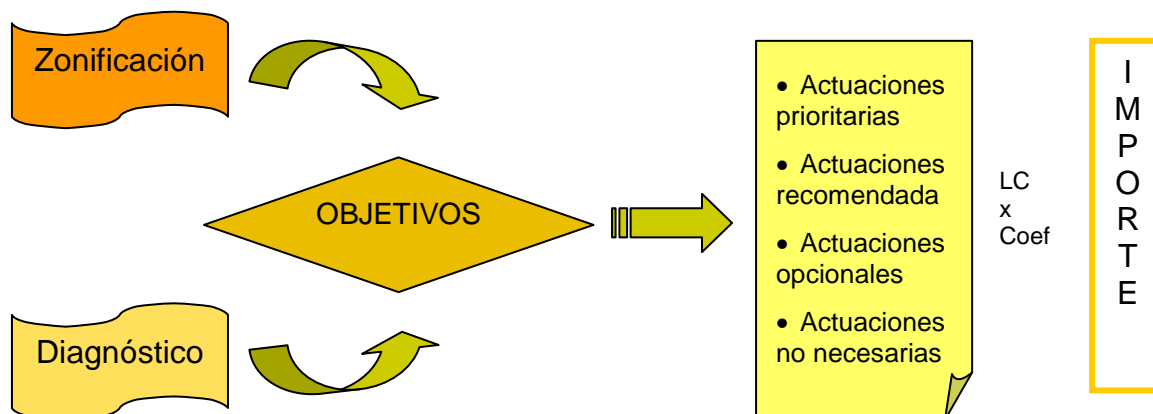 Zonificación
OBJETIVOS
Diagnóstico
• Actuaciones
prioritarias
• Actuaciones
recomendada
• Actuaciones
opcionales
• Actuaciones
no necesarias
LC
x
Coef
I
M
P
O
R
T
E